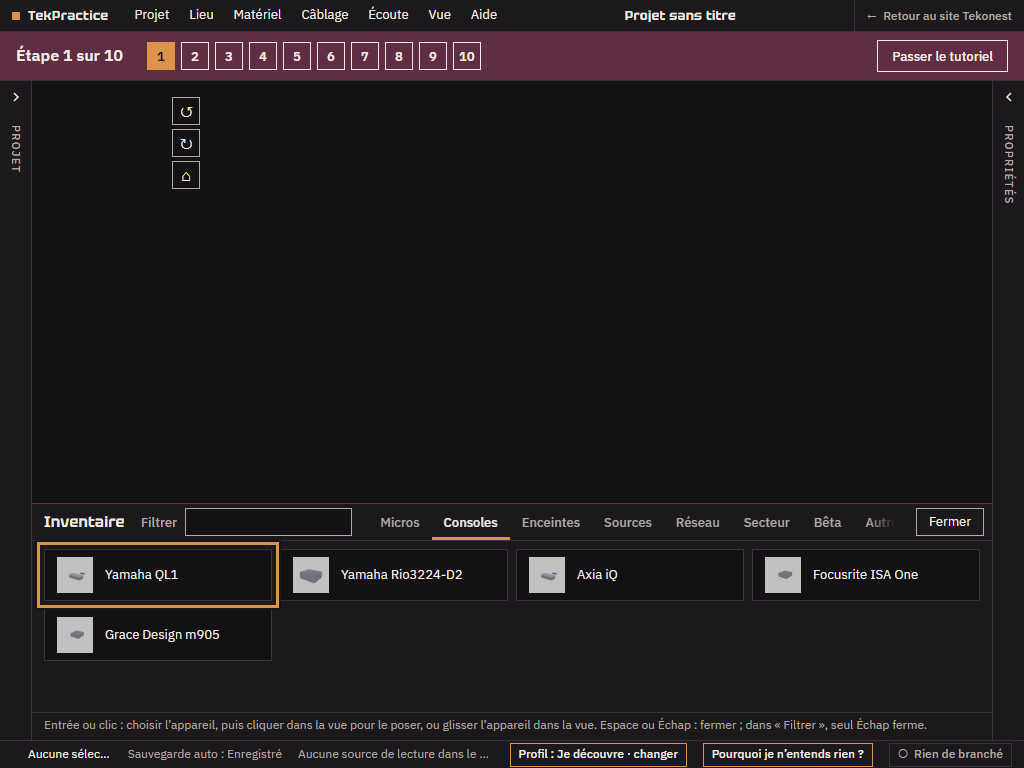 TekPractice Projet Lieu Matériel Câblage Écoute Vue Aide Projet sans titre ← Retour au site Tekonest
Étape 1 sur 10 1 2 3 4 5 6 7 8 9 10 Passer le tutoriel
PROJET
PROPRIÉTÉS
Inventaire Filtrer Micros Consoles Enceintes Sources Réseau Secteur Bêta Autr Fermer
Yamaha QL1 Yamaha Rio3224-D2 Axia iQ Focusrite ISA One
Grace Design m905
Entrée ou clic : choisir l'appareil, puis cliquer dans la vue pour le poser, ou glisser l'appareil dans la vue. Espace ou Échap : fermer ; dans « Filtrer », seul Échap ferme.
Aucune sélec... Sauvegarde auto : Enregistré Aucune source de lecture dans le ... Profil : Je découvre · changer Pourquoi je n'entends rien ? Rien de branché